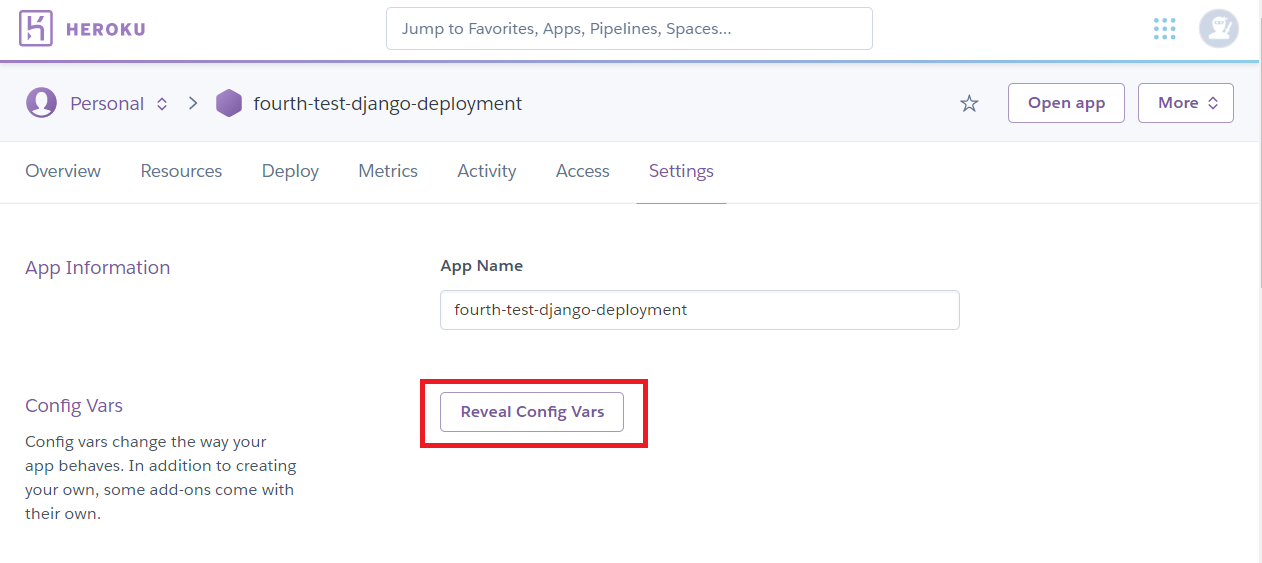 HEROKU
Jump to Favorites, Apps, Pipelines, Spaces...
Personal
fourth-test-django-deployment
Open app
More
Overview
Resources
Deploy
Metrics
Activity
Access
Settings
App Information
App Name
fourth-test-django-deployment
Config Vars
Config vars change the way your
app behaves. In addition to creating
your own, some add-ons come with
their own.
Reveal Config Vars